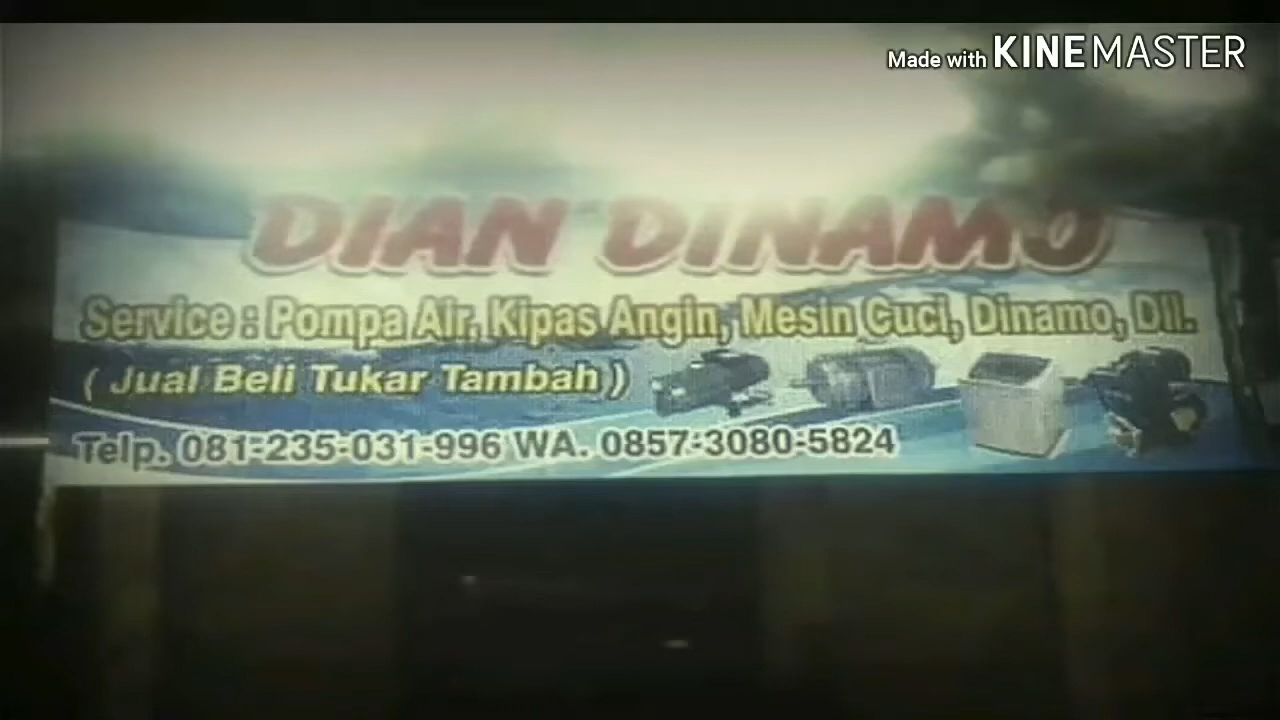 Made with KINEMASTER
DIAN DINAMO
Service : Pompa Air, Kipas Angin, Mesin Cuci, Dinamo, Dll.
( Jual Beli Tukar Tambah )
Telp. 081-235-031-996 WA. 0857-3080-5824